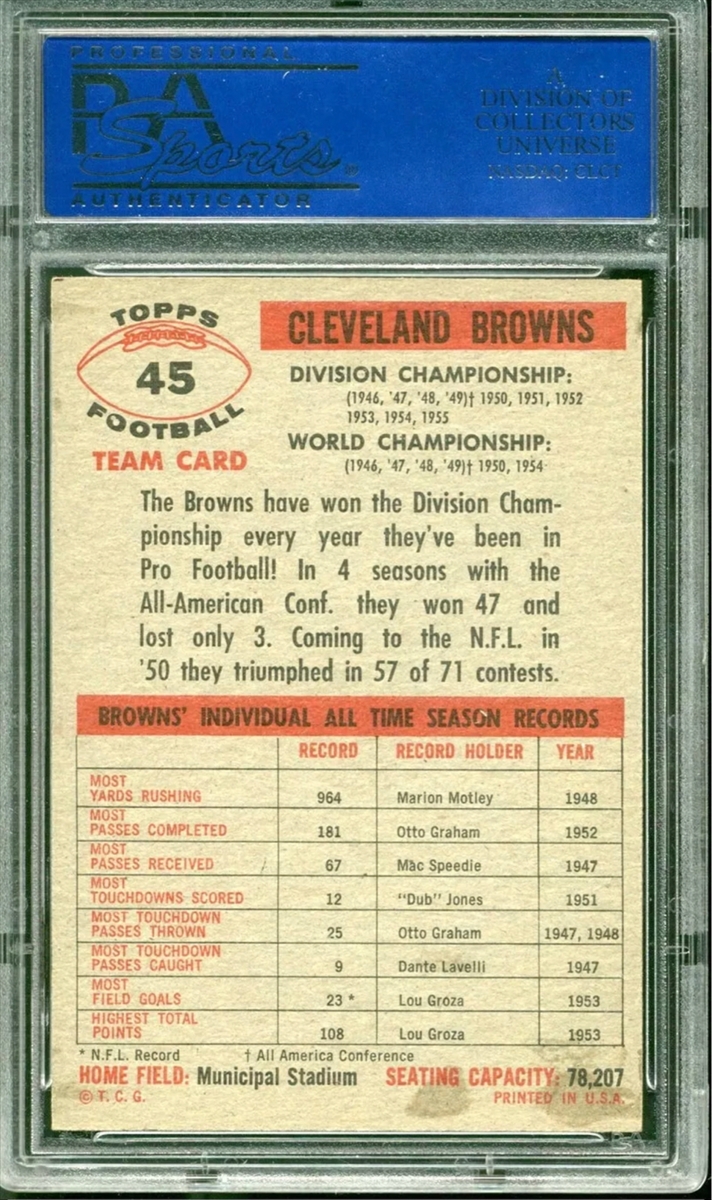 PROFESSIONAL
PSA
Sports®
AUTHENTICATOR
A
DIVISION OF
COLLECTORS
UNIVERSE
NASDAQ: CLCT
TOPPS
45
FOOTBALL
TEAM CARD
CLEVELAND BROWNS
DIVISION CHAMPIONSHIP:
(1946, '47, '48, '49)† 1950, 1951, 1952
1953, 1954, 1955
WORLD CHAMPIONSHIP:
(1946, '47, '48, '49)† 1950, 1954
The Browns have won the Division Cham-
pionship every year they've been in
Pro Football! In 4 seasons with the
All-American Conf. they won 47 and
lost only 3. Coming to the N.F.L. in
'50 they triumphed in 57 of 71 contests.
BROWNS' INDIVIDUAL ALL TIME SEASON RECORDS
RECORD RECORD HOLDER YEAR
MOST
YARDS RUSHING 964 Marion Motley 1948
MOST
PASSES COMPLETED 181 Otto Graham 1952
MOST
PASSES RECEIVED 67 Mac Speedie 1947
MOST
TOUCHDOWNS SCORED 12 "Dub" Jones 1951
MOST TOUCHDOWN
PASSES THROWN 25 Otto Graham 1947, 1948
MOST TOUCHDOWN
PASSES CAUGHT 9 Dante Lavelli 1947
MOST
FIELD GOALS 23 * Lou Groza 1953
HIGHEST TOTAL
POINTS 108 Lou Groza 1953
* N.F.L. Record † All America Conference
HOME FIELD: Municipal Stadium SEATING CAPACITY: 78,207
© T. C. G. PRINTED IN U.S.A.